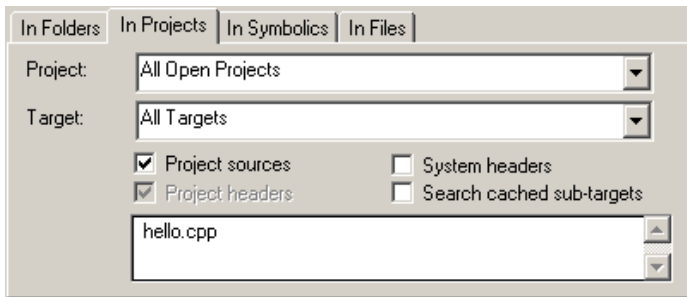 In Folders In Projects In Symbolics In Files
Project: All Open Projects
Target: All Targets
Project sources System headers
Project headers Search cached sub-targets
hello.cpp